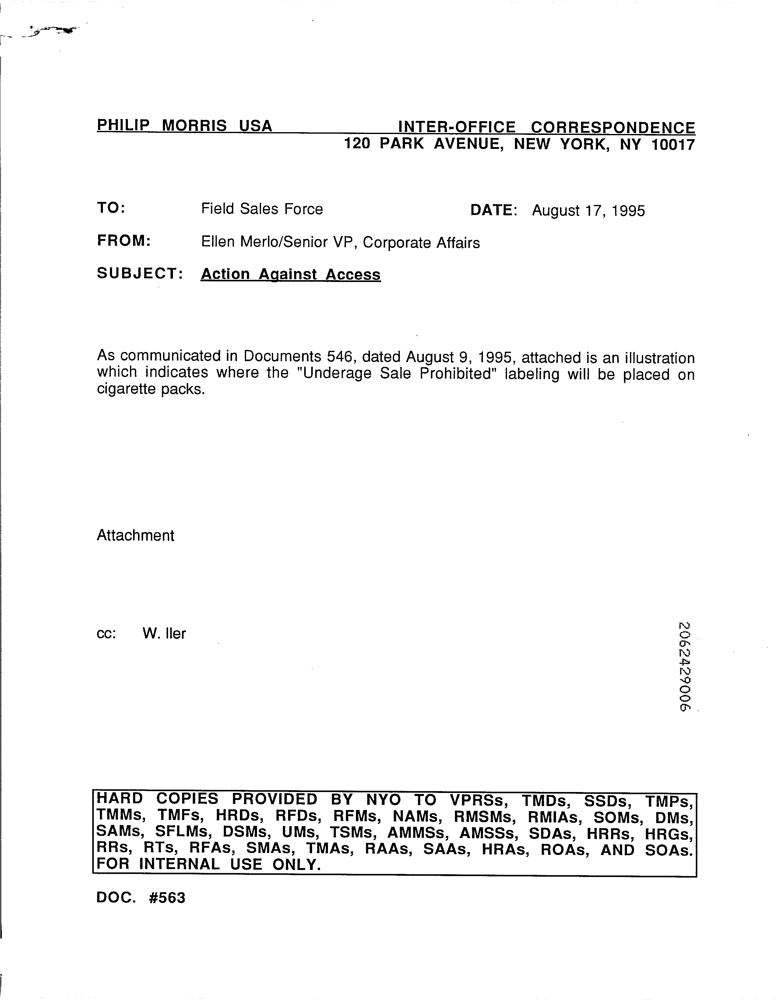 PHILIP MORRIS USA INTER-OFFICE CORRESPONDENCE
120 PARK AVENUE, NEW YORK, NY 10017
TO: Field Sales Force DATE: August 17, 1995
FROM: Ellen Merlo/Senior VP, Corporate Affairs
SUBJECT: Action Against Access
As communicated in Documents 546, dated August 9, 1995, attached is an illustration
which indicates where the "Underage Sale Prohibited" labeling will be placed on
cigarette packs.
Attachment
cc: W. Iler
2062429006
HARD COPIES PROVIDED BY NYO TO VPRSs, TMDs, SSDs, TMPs,
TMMs, TMFs, HRDs, RFDs, RFMs, NAMs, RMSMs, RMIAs, SOMs, DMs,
SAMs, SFLMs, DSMs, UMs, TSMs, AMMSs, AMSSs, SDAs, HRRs, HRGs,
RRs, RTs, RFAs, SMAs, TMAs, RAAs, SAAs, HRAs, ROAs, AND SOAs.
FOR INTERNAL USE ONLY.
DOC. #563